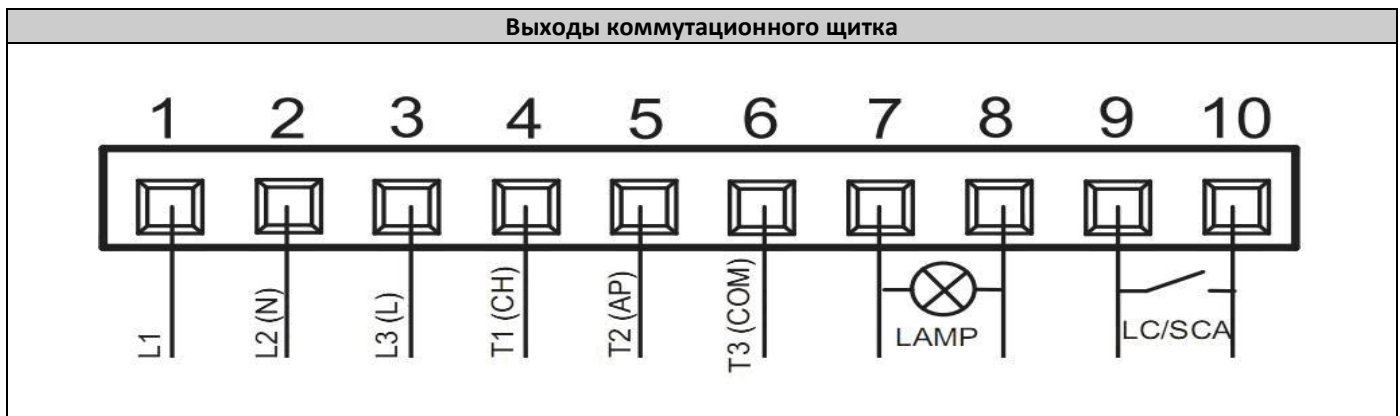 Выходы коммутационного щитка
1 2 3 4 5 6 7 8 9 10
L1
L2 (N)
L3 (L)
T1 (CH)
T2 (AP)
T3 (COM)
LAMP
LC/SCA